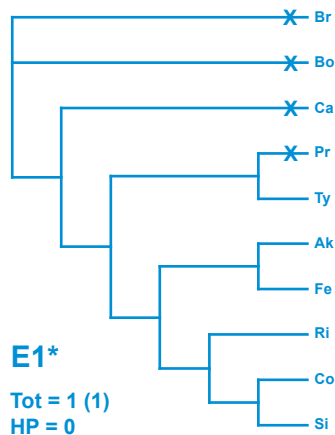 X Br
X Bo
X Ca
X Pr
Ty
Ak
Fe
Ri
Co
Si
E1*
Tot = 1 (1)
HP = 0